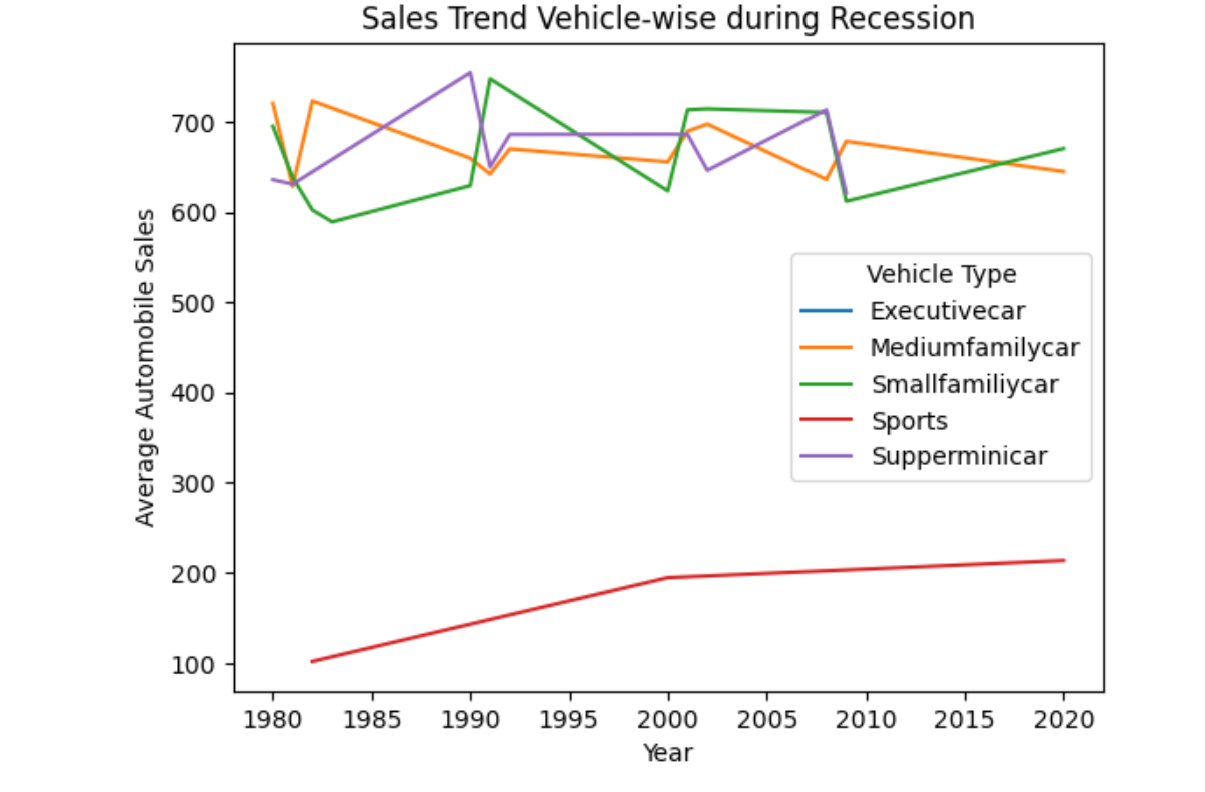 Sales Trend Vehicle-wise during Recession
Average Automobile Sales
700
600
500
400
300
200
100
Vehicle Type
Executivecar
Mediumfamilycar
Smallfamiliycar
Sports
Supperminicar
1980 1985 1990 1995 2000 2005 2010 2015 2020
Year